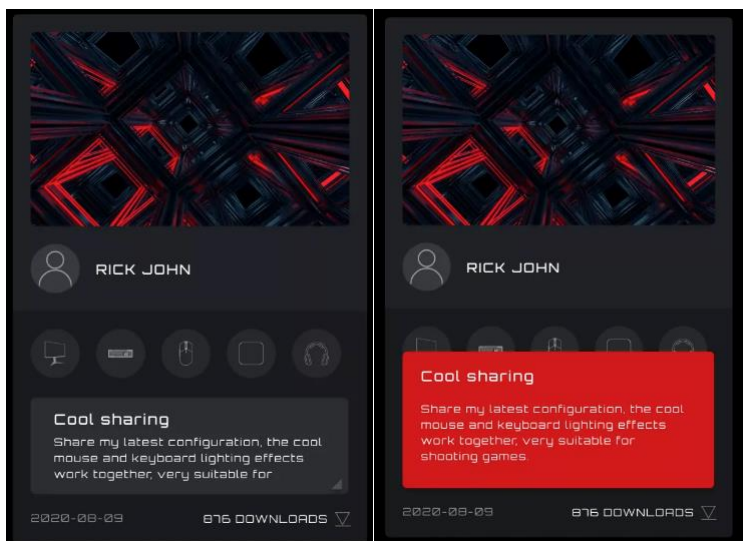 RICK JOHN
Cool sharing
Share my latest configuration, the cool
mouse and keyboard lighting effects
work together, very suitable for
2020-08-09
876 DOWNLOADS
RICK JOHN
Cool sharing
Share my latest configuration, the cool
mouse and keyboard lighting effects
work together, very suitable for
shooting games.
2020-08-09
876 DOWNLOADS